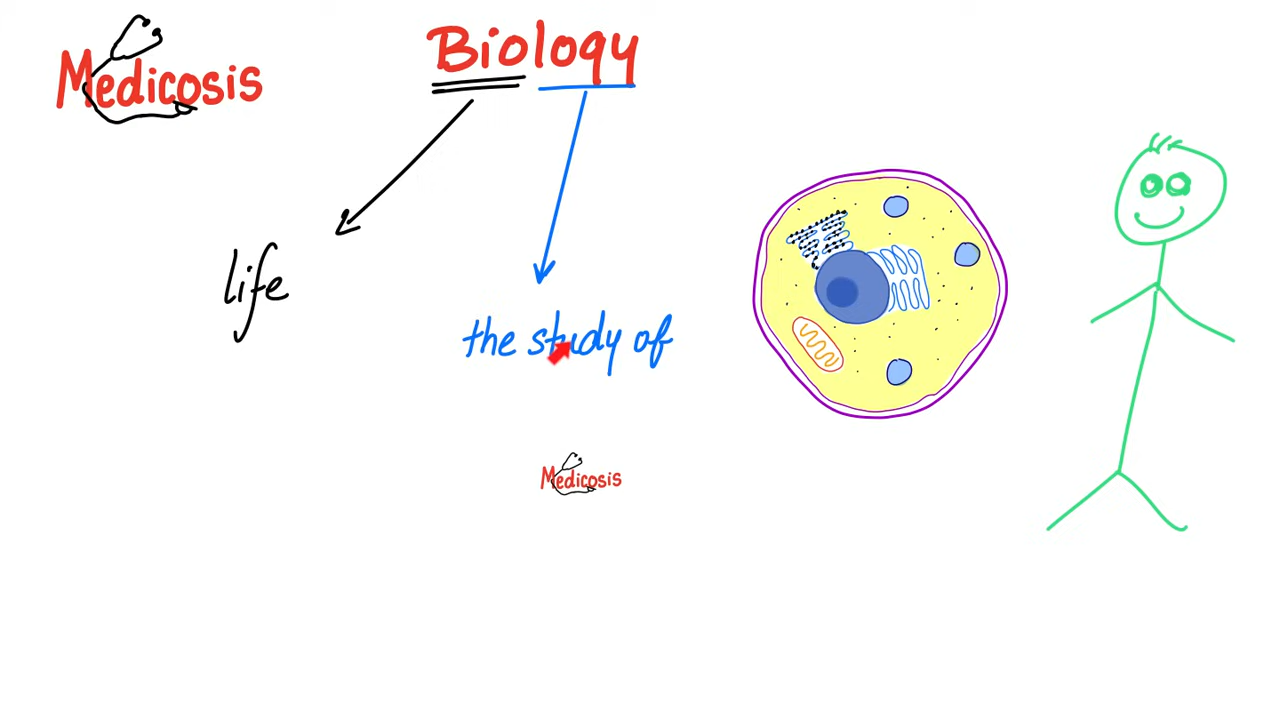 Medicosis
Biology
life
the study of
Medicosis